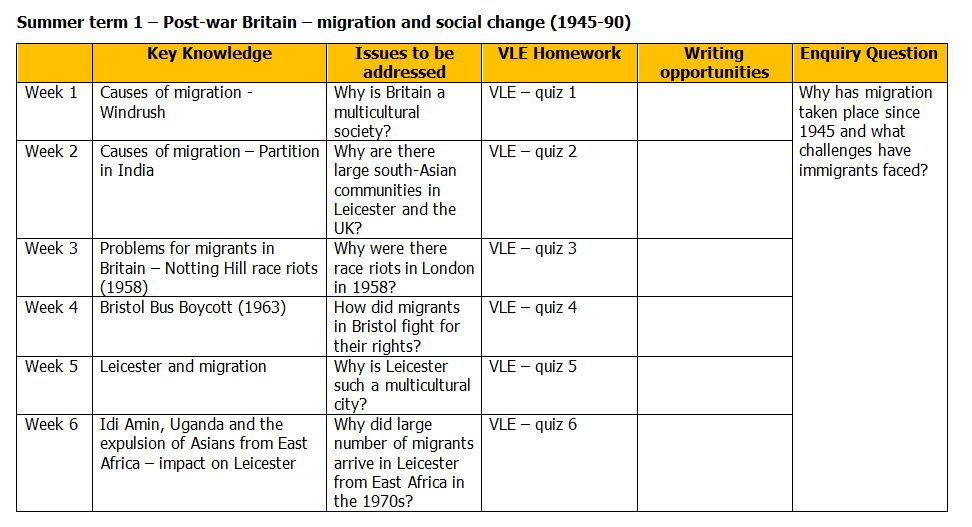 Summer term 1 – Post-war Britain – migration and social change (1945-90)
Key Knowledge
Issues to be
addressed
VLE Homework
Writing
opportunities
Enquiry Question
Week 1
Causes of migration -
Windrush
Why is Britain a
multicultural
society?
VLE – quiz 1
Why has migration
taken place since
1945 and what
challenges have
immigrants faced?
Week 2
Causes of migration – Partition
in India
Why are there
large south-Asian
communities in
Leicester and the
UK?
VLE – quiz 2
Week 3
Problems for migrants in
Britain – Notting Hill race riots
(1958)
Why were there
race riots in London
in 1958?
VLE – quiz 3
Week 4
Bristol Bus Boycott (1963)
How did migrants
in Bristol fight for
their rights?
VLE – quiz 4
Week 5
Leicester and migration
Why is Leicester
such a multicultural
city?
VLE – quiz 5
Week 6
Idi Amin, Uganda and the
expulsion of Asians from East
Africa – impact on Leicester
Why did large
number of migrants
arrive in Leicester
from East Africa in
the 1970s?
VLE – quiz 6